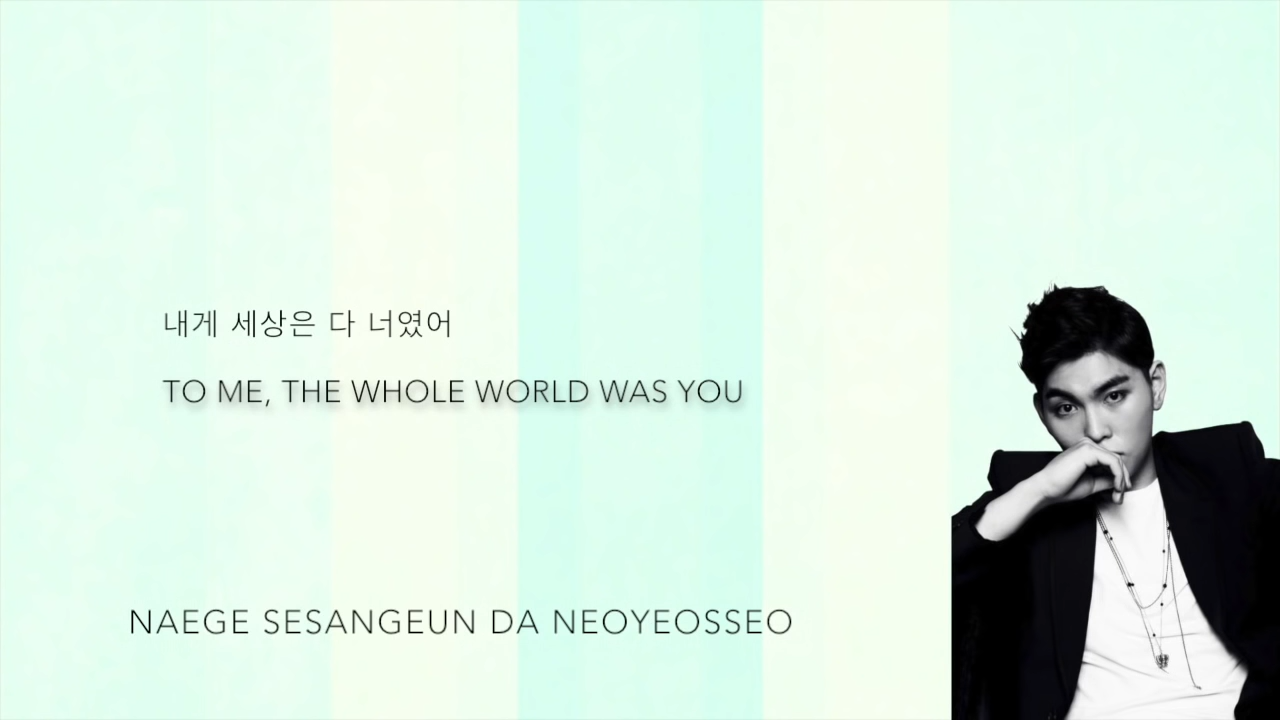 내게 세상은 다 너였어
TO ME, THE WHOLE WORLD WAS YOU
NAEGE SESANGEUN DA NEOYEOSSEO